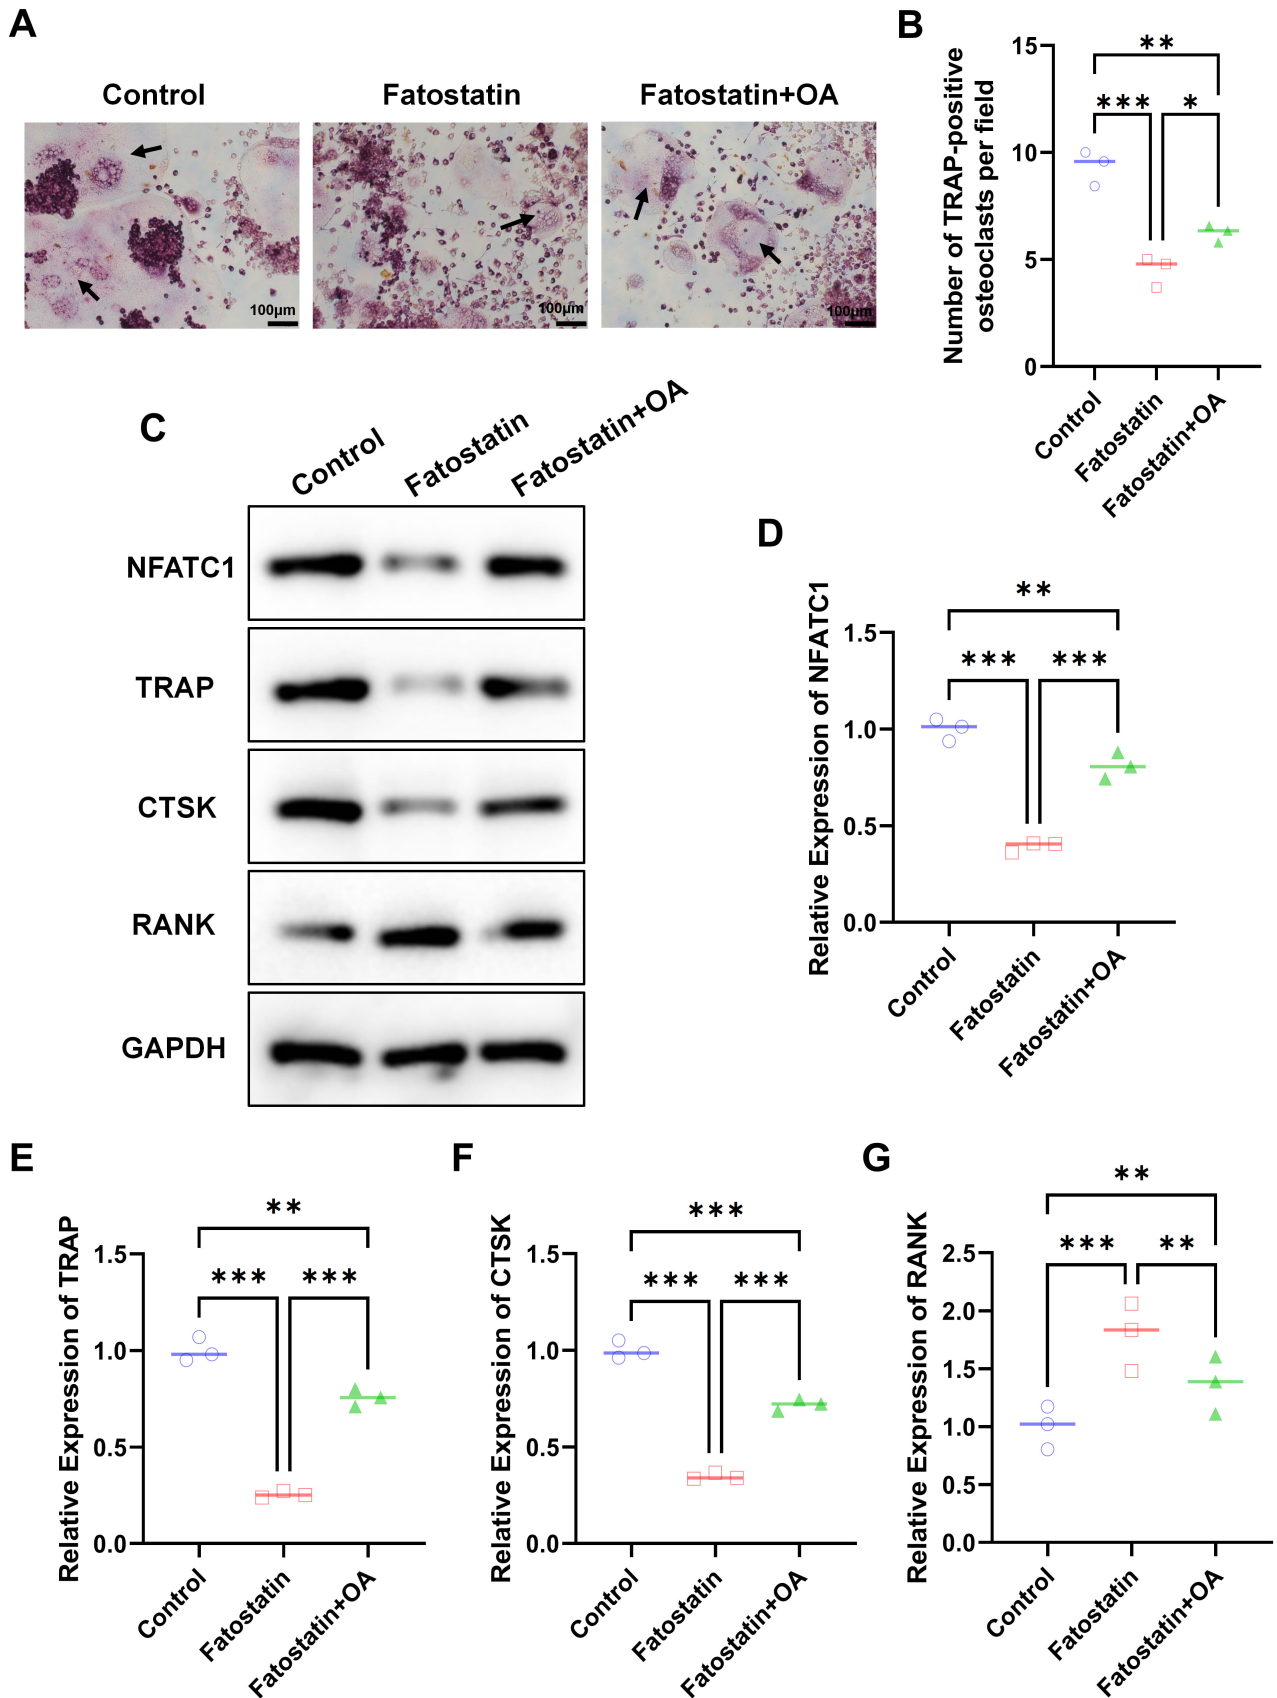 A
Control
Fatostatin
Fatostatin+OA
100μm
100μm
100μm
B
Number of TRAP-positive
osteoclasts per field
15
10
5
0
**
***
*
Control
Fatostatin
Fatostatin+OA
C
Control
Fatostatin
Fatostatin+OA
NFATC1
TRAP
CTSK
RANK
GAPDH
D
Relative Expression of NFATC1
1.5
1.0
0.5
0.0
**
***
***
Control
Fatostatin
Fatostatin+OA
E
Relative Expression of TRAP
1.5
1.0
0.5
0.0
**
***
***
Control
Fatostatin
Fatostatin+OA
F
Relative Expression of CTSK
1.5
1.0
0.5
0.0
***
***
***
Control
Fatostatin
Fatostatin+OA
G
Relative Expression of RANK
2.5
2.0
1.5
1.0
0.5
0.0
**
***
**
Control
Fatostatin
Fatostatin+OA